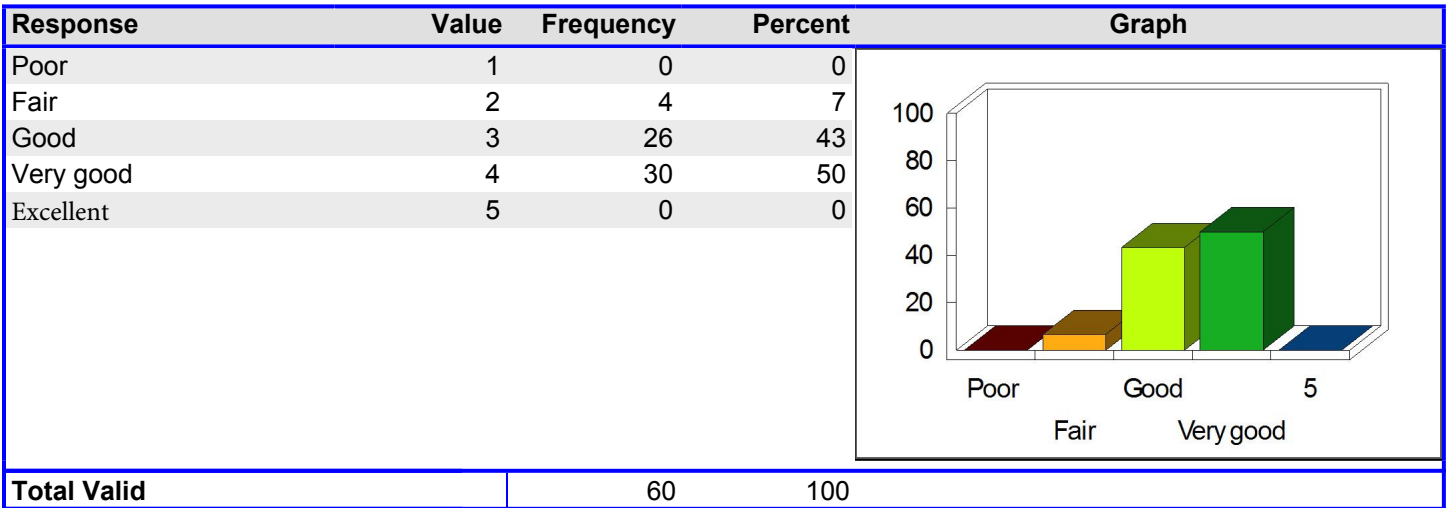 Response Value Frequency Percent Graph
Poor 1 0 0
Fair 2 4 7
Good 3 26 43
Very good 4 30 50
Excellent 5 0 0
100
80
60
40
20
0
Poor Good 5
Fair Very good
Total Valid 60 100